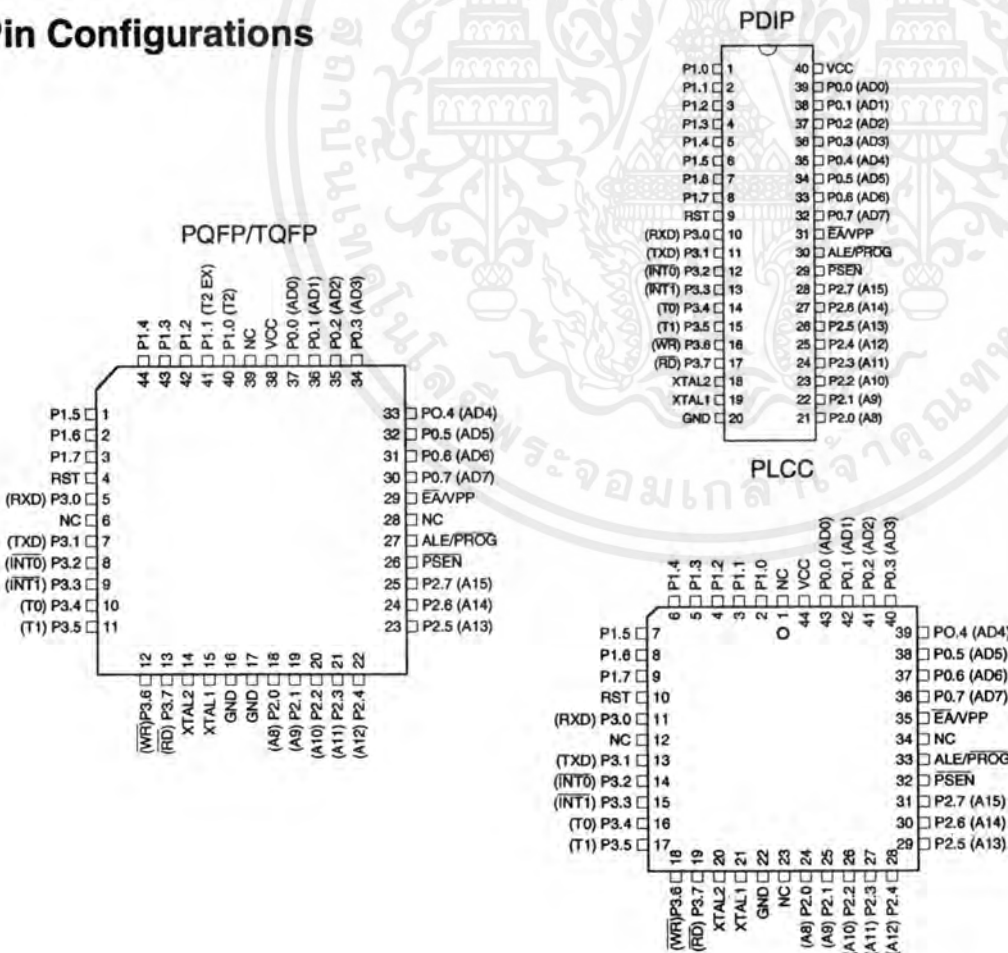 Pin Configurations
PDIP
P1.0 1
P1.1 2
P1.2 3
P1.3 4
P1.4 5
P1.5 6
P1.6 7
P1.7 8
RST 9
(RXD) P3.0 10
(TXD) P3.1 11
(INT0) P3.2 12
(INT1) P3.3 13
(T0) P3.4 14
(T1) P3.5 15
(WR) P3.6 16
(RD) P3.7 17
XTAL2 18
XTAL1 19
GND 20
40 VCC
39 P0.0 (AD0)
38 P0.1 (AD1)
37 P0.2 (AD2)
36 P0.3 (AD3)
35 P0.4 (AD4)
34 P0.5 (AD5)
33 P0.6 (AD6)
32 P0.7 (AD7)
31 EA/VPP
30 ALE/PROG
29 PSEN
28 P2.7 (A15)
27 P2.6 (A14)
26 P2.5 (A13)
25 P2.4 (A12)
24 P2.3 (A11)
23 P2.2 (A10)
22 P2.1 (A9)
21 P2.0 (A8)
PQFP/TQFP
44 P1.4
43 P1.3
42 P1.2
41 P1.1 (T2 EX)
40 P1.0 (T2)
39 NC
38 VCC
37 P0.0 (AD0)
36 P0.1 (AD1)
35 P0.2 (AD2)
34 P0.3 (AD3)
P1.5 1
P1.6 2
P1.7 3
RST 4
(RXD) P3.0 5
NC 6
(TXD) P3.1 7
(INT0) P3.2 8
(INT1) P3.3 9
(T0) P3.4 10
(T1) P3.5 11
33 PO.4 (AD4)
32 P0.5 (AD5)
31 P0.6 (AD6)
30 P0.7 (AD7)
29 EA/VPP
28 NC
27 ALE/PROG
26 PSEN
25 P2.7 (A15)
24 P2.6 (A14)
23 P2.5 (A13)
(WR)P3.6 12
(RD) P3.7 13
XTAL2 14
XTAL1 15
GND 16
GND 17
(A8) P2.0 18
(A9) P2.1 19
(A10) P2.2 20
(A11) P2.3 21
(A12) P2.4 22
PLCC
6 P1.4
5 P1.3
4 P1.2
3 P1.1
2 P1.0
1 NC
44 VCC
43 P0.0 (AD0)
42 P0.1 (AD1)
41 P0.2 (AD2)
40 P0.3 (AD3)
P1.5 7
P1.6 8
P1.7 9
RST 10
(RXD) P3.0 11
NC 12
(TXD) P3.1 13
(INT0) P3.2 14
(INT1) P3.3 15
(T0) P3.4 16
(T1) P3.5 17
39 PO.4 (AD4)
38 P0.5 (AD5)
37 P0.6 (AD6)
36 P0.7 (AD7)
35 EA/VPP
34 NC
33 ALE/PROG
32 PSEN
31 P2.7 (A15)
30 P2.6 (A14)
29 P2.5 (A13)
(WR)P3.6 18
(RD) P3.7 19
XTAL2 20
XTAL1 21
GND 22
NC 23
(A8) P2.0 24
(A9) P2.1 25
(A10) P2.2 26
(A11) P2.3 27
(A12) P2.4 28